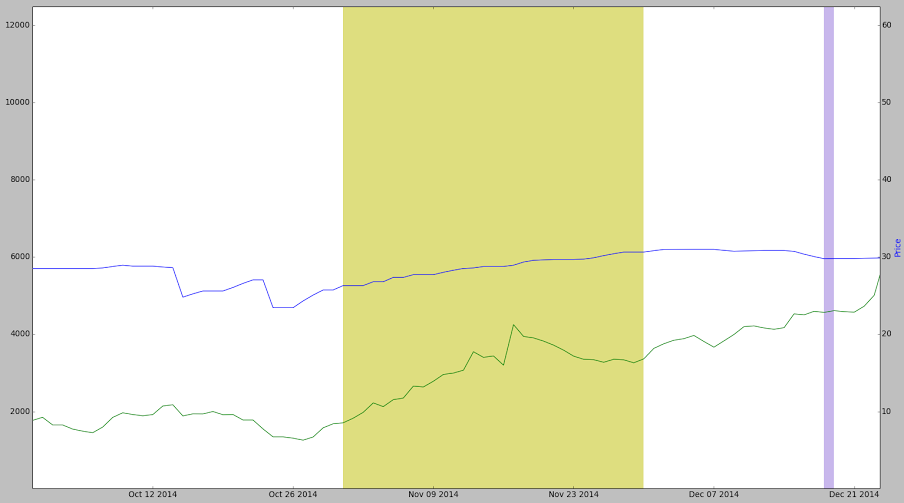 12000
10000
8000
6000
4000
2000
60
50
40
30
20
10
Price
Oct 12 2014
Oct 26 2014
Nov 09 2014
Nov 23 2014
Dec 07 2014
Dec 21 2014